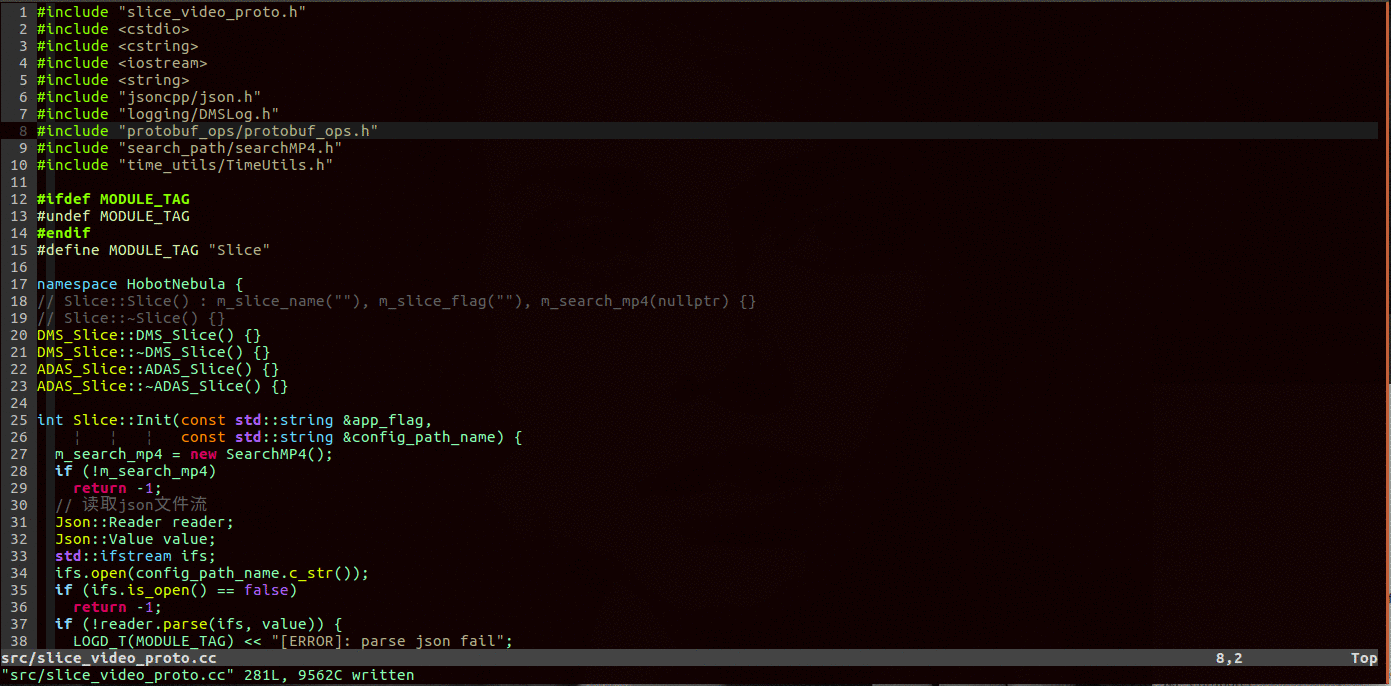 1 #include "slice_video_proto.h"
2 #include <cstdio>
3 #include <cstring>
4 #include <iostream>
5 #include <string>
6 #include "jsoncpp/json.h"
7 #include "logging/DMSLog.h"
8 #include "protobuf_ops/protobuf_ops.h"
9 #include "search_path/searchMP4.h"
10 #include "time_utils/TimeUtils.h"
11
12 #ifdef MODULE_TAG
13 #undef MODULE_TAG
14 #endif
15 #define MODULE_TAG "Slice"
16
17 namespace HobotNebula {
18 // Slice::Slice() : m_slice_name(""), m_slice_flag(""), m_search_mp4(nullptr) {}
19 // Slice::~Slice() {}
20 DMS_Slice::DMS_Slice() {}
21 DMS_Slice::~DMS_Slice() {}
22 ADAS_Slice::ADAS_Slice() {}
23 ADAS_Slice::~ADAS_Slice() {}
24
25 int Slice::Init(const std::string &app_flag,
26 ¦ ¦ ¦ const std::string &config_path_name) {
27 m_search_mp4 = new SearchMP4();
28 if (!m_search_mp4)
29 return -1;
30 // 读取json文件流
31 Json::Reader reader;
32 Json::Value value;
33 std::ifstream ifs;
34 ifs.open(config_path_name.c_str());
35 if (ifs.is_open() == false)
36 return -1;
37 if (!reader.parse(ifs, value)) {
38 LOGD_T(MODULE_TAG) << "[ERROR]: parse json fail";
src/slice_video_proto.cc 8,2 Top
"src/slice_video_proto.cc" 281L, 9562C written